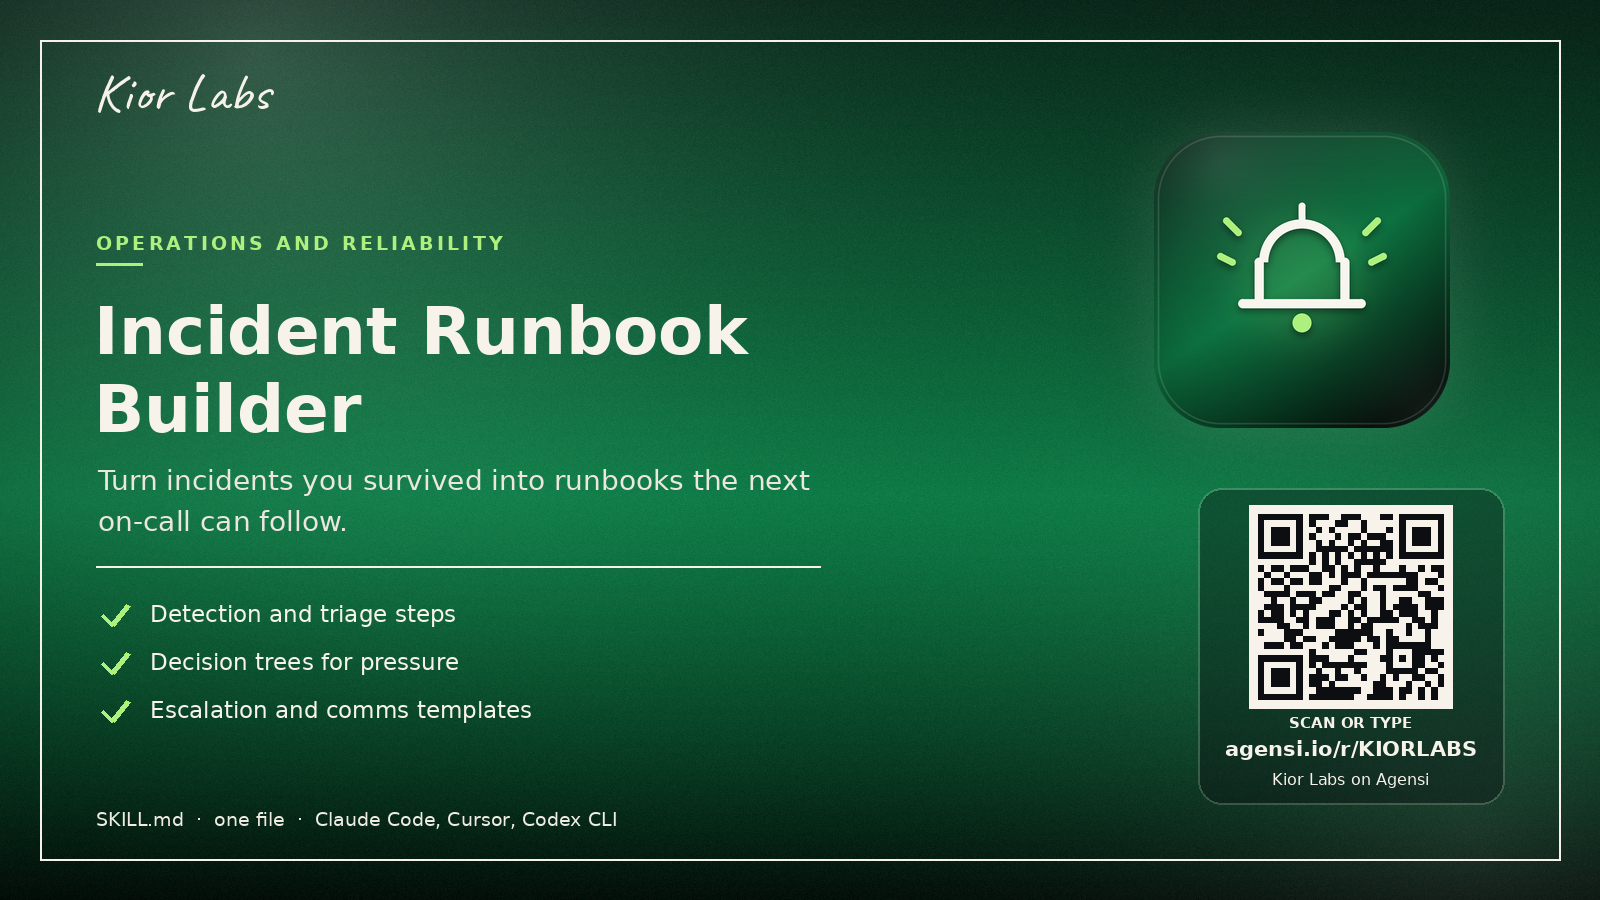 Kior Labs
OPERATIONS AND RELIABILITY
Incident Runbook
Builder
Turn incidents you survived into runbooks the next
on-call can follow.
Detection and triage steps
Decision trees for pressure
Escalation and comms templates
SKILL.md · one file · Claude Code, Cursor, Codex CLI
SCAN OR TYPE
agensi.io/r/KIORLABS
Kior Labs on Agensi